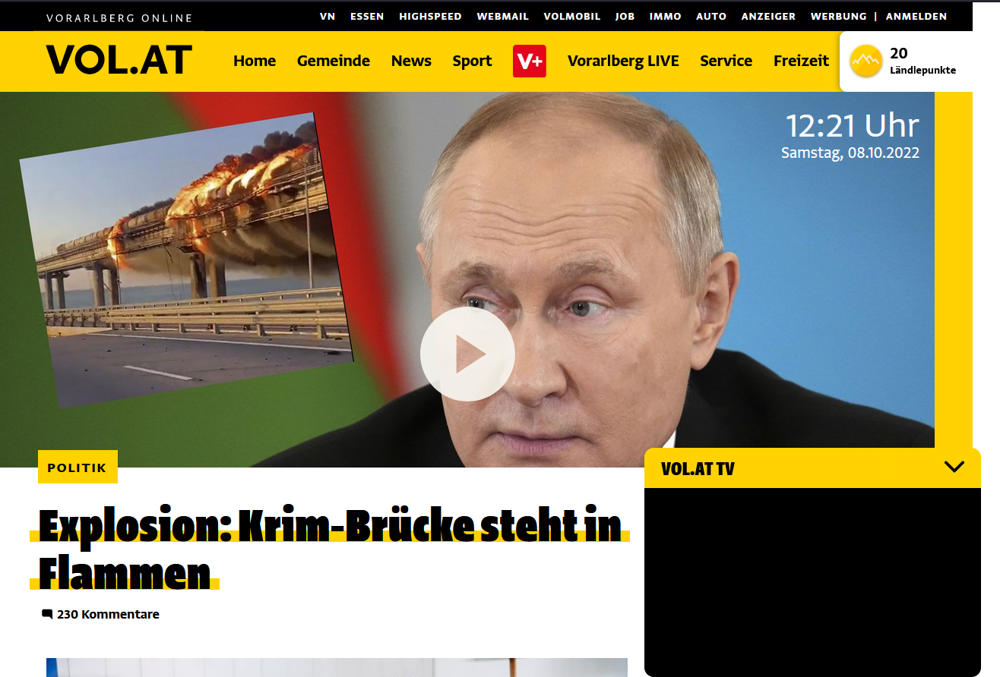 VORARLBERG ONLINE
VN ESSEN HIGHSPEED WEBMAIL VOLMOBIL JOB IMMO AUTO ANZEIGER WERBUNG | ANMELDEN
VOL.AT
Home Gemeinde News Sport V+ Vorarlberg LIVE Service Freizeit
20
Ländlepunkte
12:21 Uhr
Samstag, 08.10.2022
POLITIK
VOL.AT TV
Explosion: Krim-Brücke steht in
Flammen
230 Kommentare